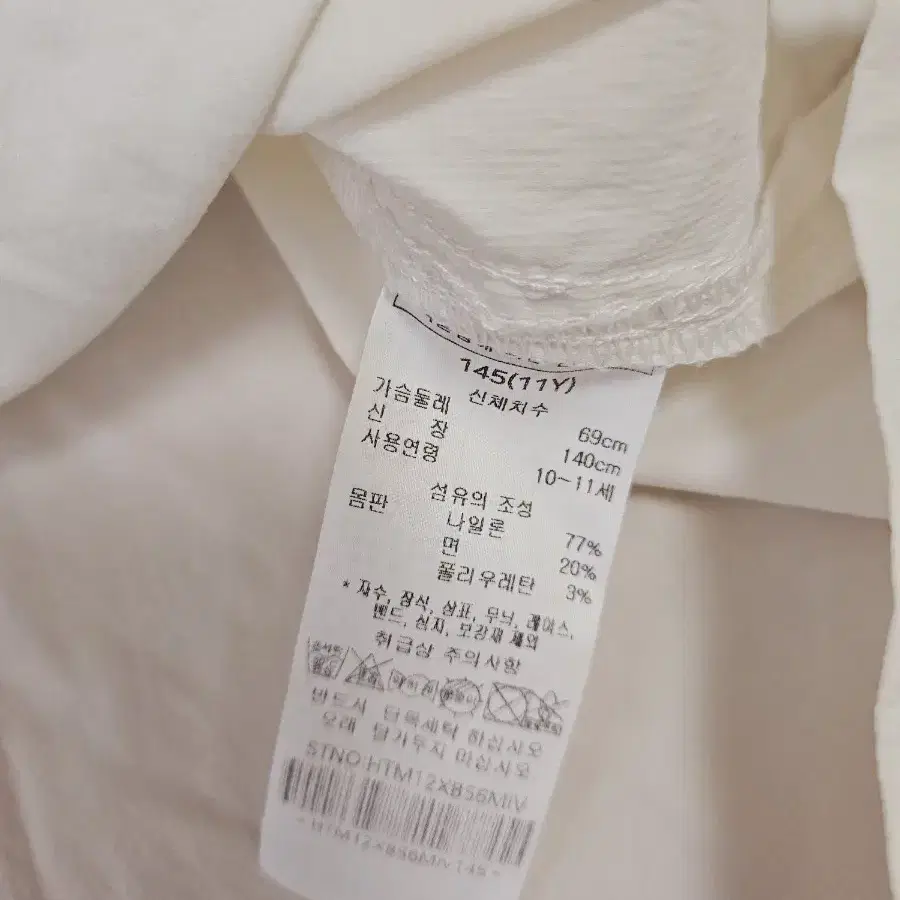 145(11Y)
신체치수
가슴둘레 69cm
신 장 140cm
사용연령 10~11세
섬유의 조성
몸판 나일론 77%
면 20%
폴리우레탄 3%
* 자수, 장식, 상표, 무늬, 레이스,
밴드, 심지, 보강재 제외
취급상 주의사항
반드시 단독세탁 하십시오
오래 담가두지 마십시오
STNO:HTM12XB56MIV